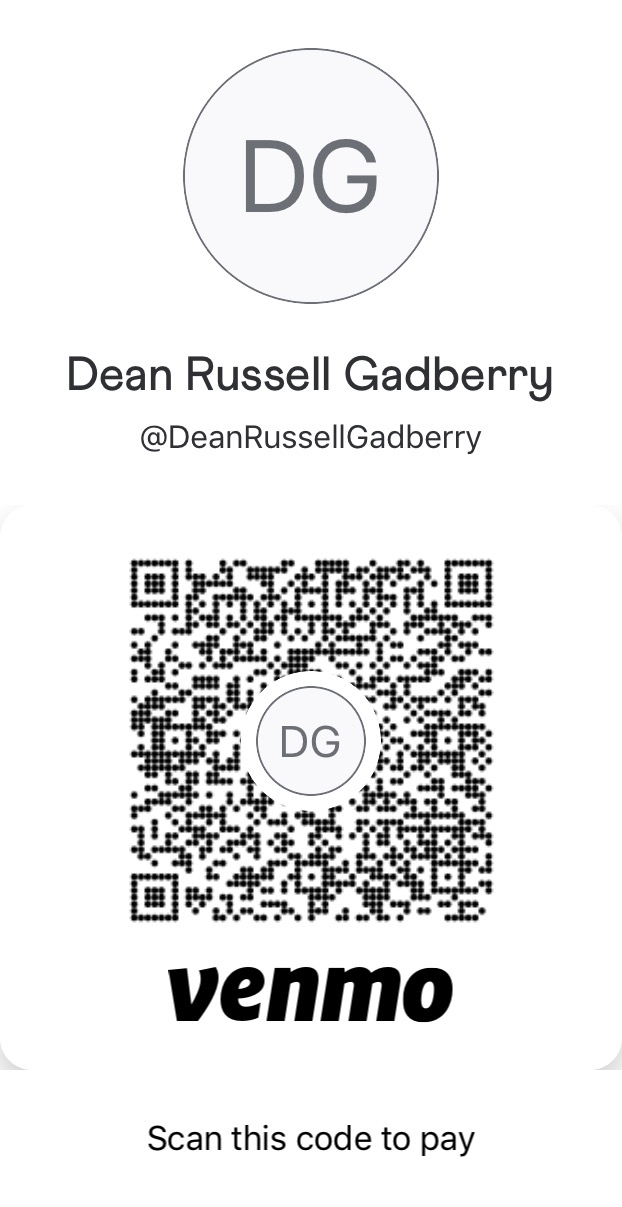 DG
Dean Russell Gadberry
@DeanRussellGadberry
DG
venmo
Scan this code to pay